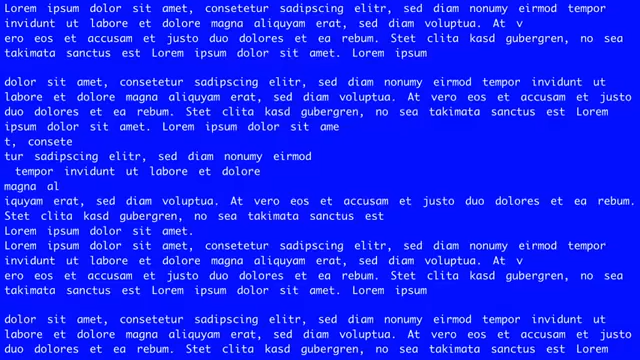 Lorem ipsum dolor sit amet, consetetur sadipscing elitr, sed diam nonumy eirmod tempor
invidunt ut labore et dolore magna aliquyam erat, sed diam voluptua. At v
ero eos et accusam et justo duo dolores et ea rebum. Stet clita kasd gubergren, no sea
takimata sanctus est Lorem ipsum dolor sit amet. Lorem ipsum
dolor sit amet, consetetur sadipscing elitr, sed diam nonumy eirmod tempor invidunt ut
labore et dolore magna aliquyam erat, sed diam voluptua. At vero eos et accusam et justo
duo dolores et ea rebum. Stet clita kasd gubergren, no sea takimata sanctus est Lorem
ipsum dolor sit amet. Lorem ipsum dolor sit ame
t, consete
tur sadipscing elitr, sed diam nonumy eirmod
tempor invidunt ut labore et dolore
magna al
iquyam erat, sed diam voluptua. At vero eos et accusam et justo duo dolores et ea rebum.
Stet clita kasd gubergren, no sea takimata sanctus est
Lorem ipsum dolor sit amet.
Lorem ipsum dolor sit amet, consetetur sadipscing elitr, sed diam nonumy eirmod tempor
invidunt ut labore et dolore magna aliquyam erat, sed diam voluptua. At v
ero eos et accusam et justo duo dolores et ea rebum. Stet clita kasd gubergren, no sea
takimata sanctus est Lorem ipsum dolor sit amet. Lorem ipsum
dolor sit amet, consetetur sadipscing elitr, sed diam nonumy eirmod tempor invidunt ut
labore et dolore magna aliquyam erat, sed diam voluptua. At vero eos et accusam et justo
duo dolores et ea rebum. Stet clita kasd gubergren, no sea takimata sanctus est Lorem